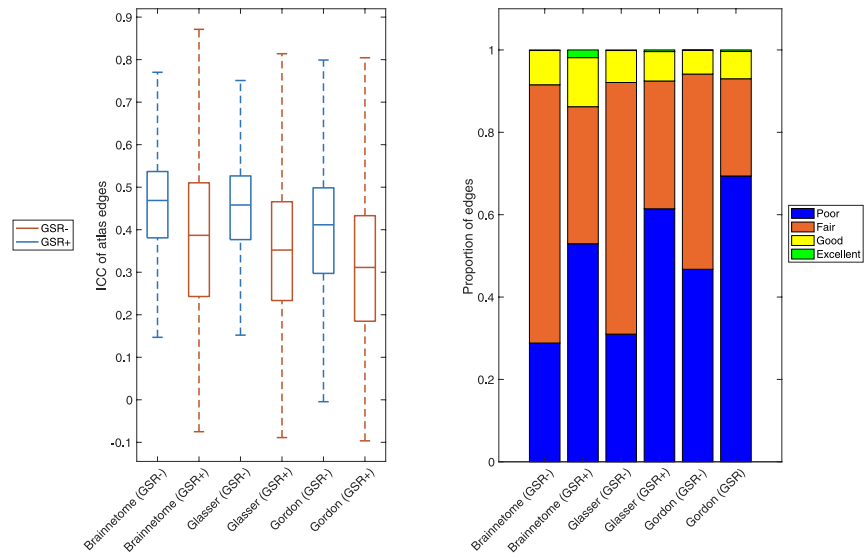 GSR-
GSR+
ICC of atlas edges
0.9
0.8
0.7
0.6
0.5
0.4
0.3
0.2
0.1
0
-0.1
Brainnetome (GSR-)
Brainnetome (GSR+)
Glasser (GSR-)
Glasser (GSR+)
Gordon (GSR-)
Gordon (GSR+)
Proportion of edges
1
0.8
0.6
0.4
0.2
0
Brainnetome (GSR-)
Brainnetome (GSR+)
Glasser (GSR-)
Glasser (GSR+)
Gordon (GSR-)
Gordon (GSR)
Poor
Fair
Good
Excellent